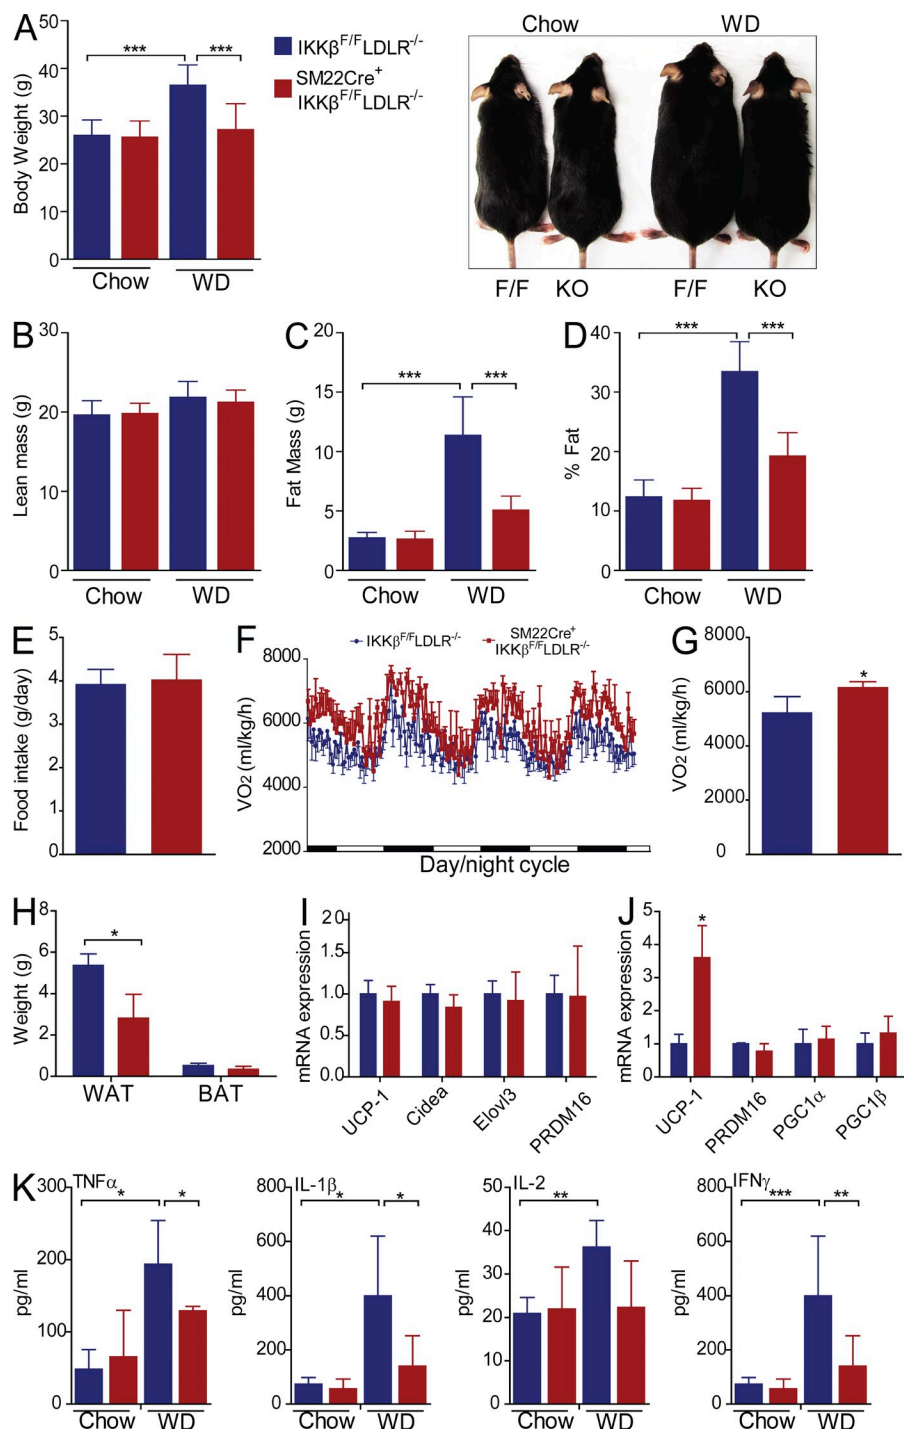 A
Body Weight (g)
50
40
30
20
10
0
***
***
Chow
WD
IKKβF/FLDLR-/-
SM22Cre+
IKKβF/FLDLR-/-
Chow
WD
F/F
KO
F/F
KO
B
Lean mass (g)
30
20
10
0
Chow
WD
C
Fat Mass (g)
20
15
10
5
0
***
***
Chow
WD
D
% Fat
40
30
20
10
0
***
***
Chow
WD
E
Food intake (g/day)
5
4
3
2
1
0
F
IKKβF/FLDLR-/-
SM22Cre+
IKKβF/FLDLR-/-
VO2 (ml/kg/h)
8000
6000
4000
2000
Day/night cycle
G
VO2 (ml/kg/h)
8000
6000
4000
2000
0
*
H
Weight (g)
8
6
4
2
0
*
WAT
BAT
I
mRNA expression
2 0
1.5
1.0
0.5
0.0
UCP-1
Cidea
Elovl3
PRDM16
J
mRNA expression
5
4
3
2
1
0
*
UCP-1
PRDM16
PGC1α
PGC1β
K
TNFα
pg/ml
300
200
100
0
*
*
Chow
WD
IL-1β
pg/ml
800
600
400
200
0
*
*
Chow
WD
IL-2
pg/ml
50
40
30
20
10
0
**
Chow
WD
IFNγ
pg/ml
800
600
400
200
0
***
**
Chow
WD